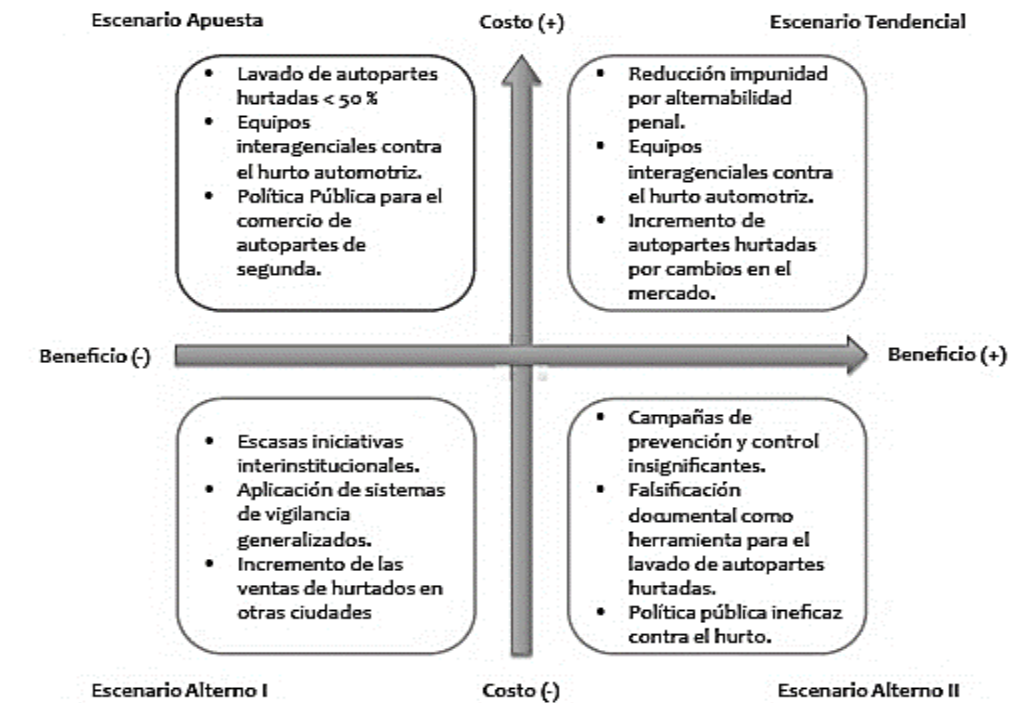 Escenario Apuesta
Costo (+)
Escenario Tendencial
• Lavado de autopartes
hurtadas < 50 %
• Equipos
interagenciales contra
el hurto automotriz.
• Política Pública para el
comercio de
autopartes de
segunda.
• Reducción impunidad
por alternabilidad
penal.
• Equipos
interagenciales contra
el hurto automotriz.
• Incremento de
autopartes hurtadas
por cambios en el
mercado.
Beneficio (-)
Beneficio (+)
• Escasas iniciativas
interinstitucionales.
• Aplicación de sistemas
de vigilancia
generalizados.
• Incremento de las
ventas de hurtados en
otras ciudades
• Campañas de
prevención y control
insignificantes.
• Falsificación
documental como
herramienta para el
lavado de autopartes
hurtadas.
• Política pública ineficaz
contra el hurto.
Escenario Alterno I
Costo (-)
Escenario Alterno II